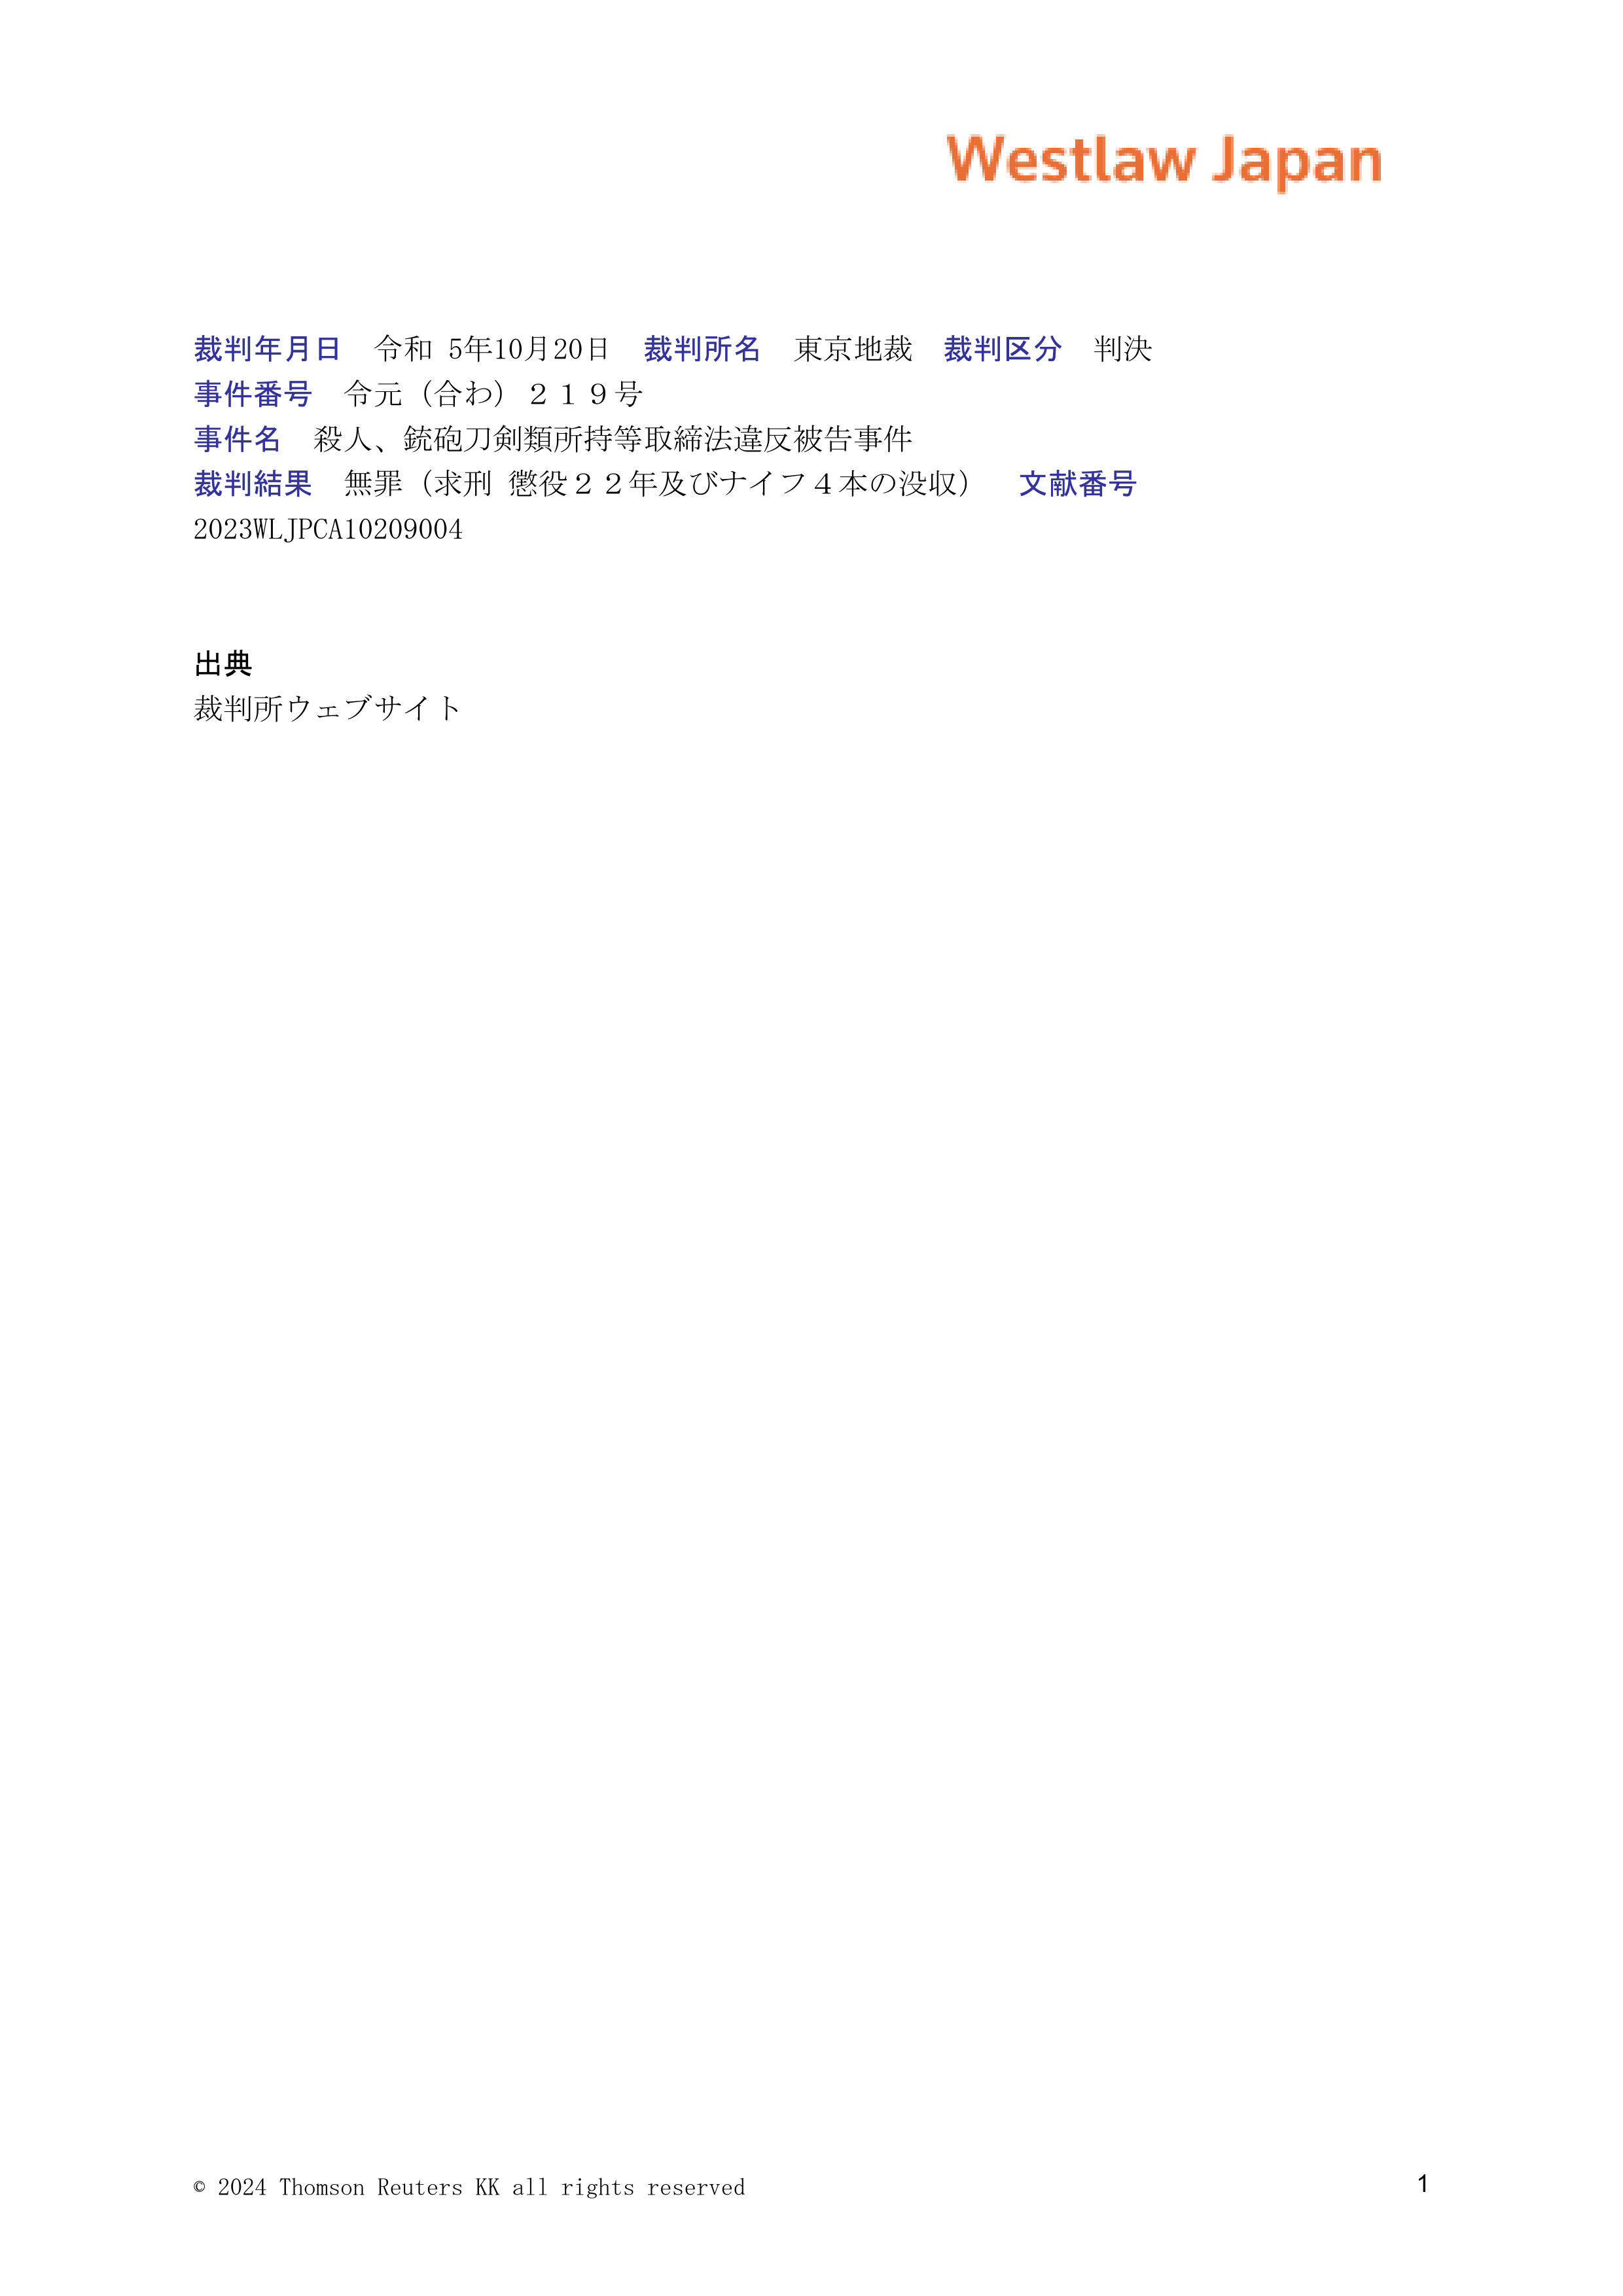 Westlaw Japan
裁判年月日　令和 5年10月20日　裁判所名　東京地裁　裁判区分　判決
事件番号　令元（合わ）２１９号
事件名　殺人、銃砲刀剣類所持等取締法違反被告事件
裁判結果　無罪（求刑 懲役２２年及びナイフ４本の没収）　文献番号
2023WLJPCA10209004
出典
裁判所ウェブサイト
© 2024 Thomson Reuters KK all rights reserved
1